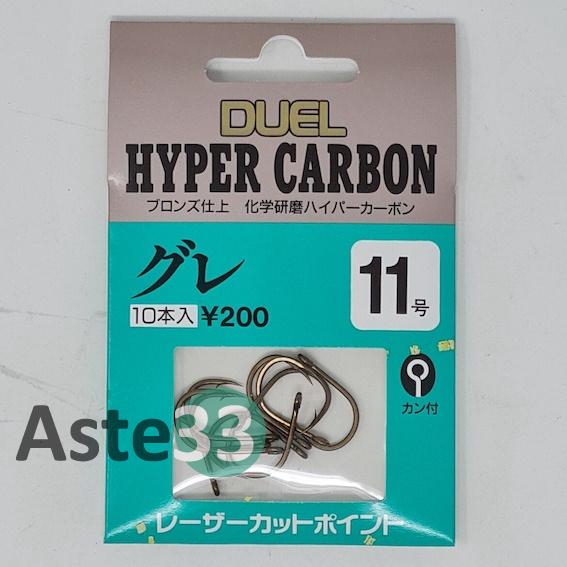 DUEL
HYPER CARBON
ブロンズ仕上 化学研磨ハイパーカーボン
グレ
11号
10本入 ¥200
カン付
Aste33
レーザーカットポイント